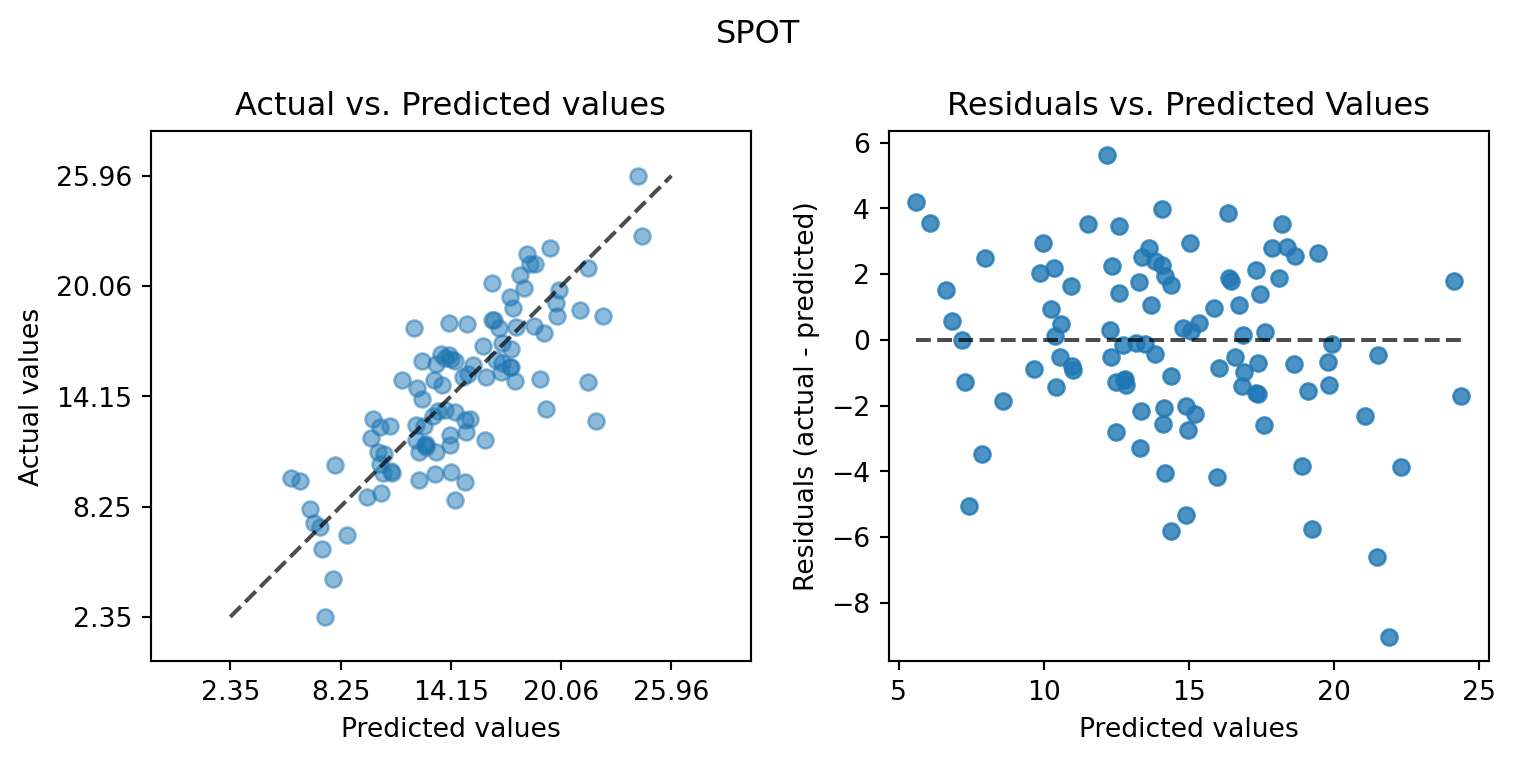 SPOT
Actual vs. Predicted values
Actual values
25.96
20.06
14.15
8.25
2.35
2.35 8.25 14.15 20.06 25.96
Predicted values
Residuals vs. Predicted Values
Residuals (actual - predicted)
6
4
2
0
−2
−4
−6
−8
5 10 15 20 25
Predicted values